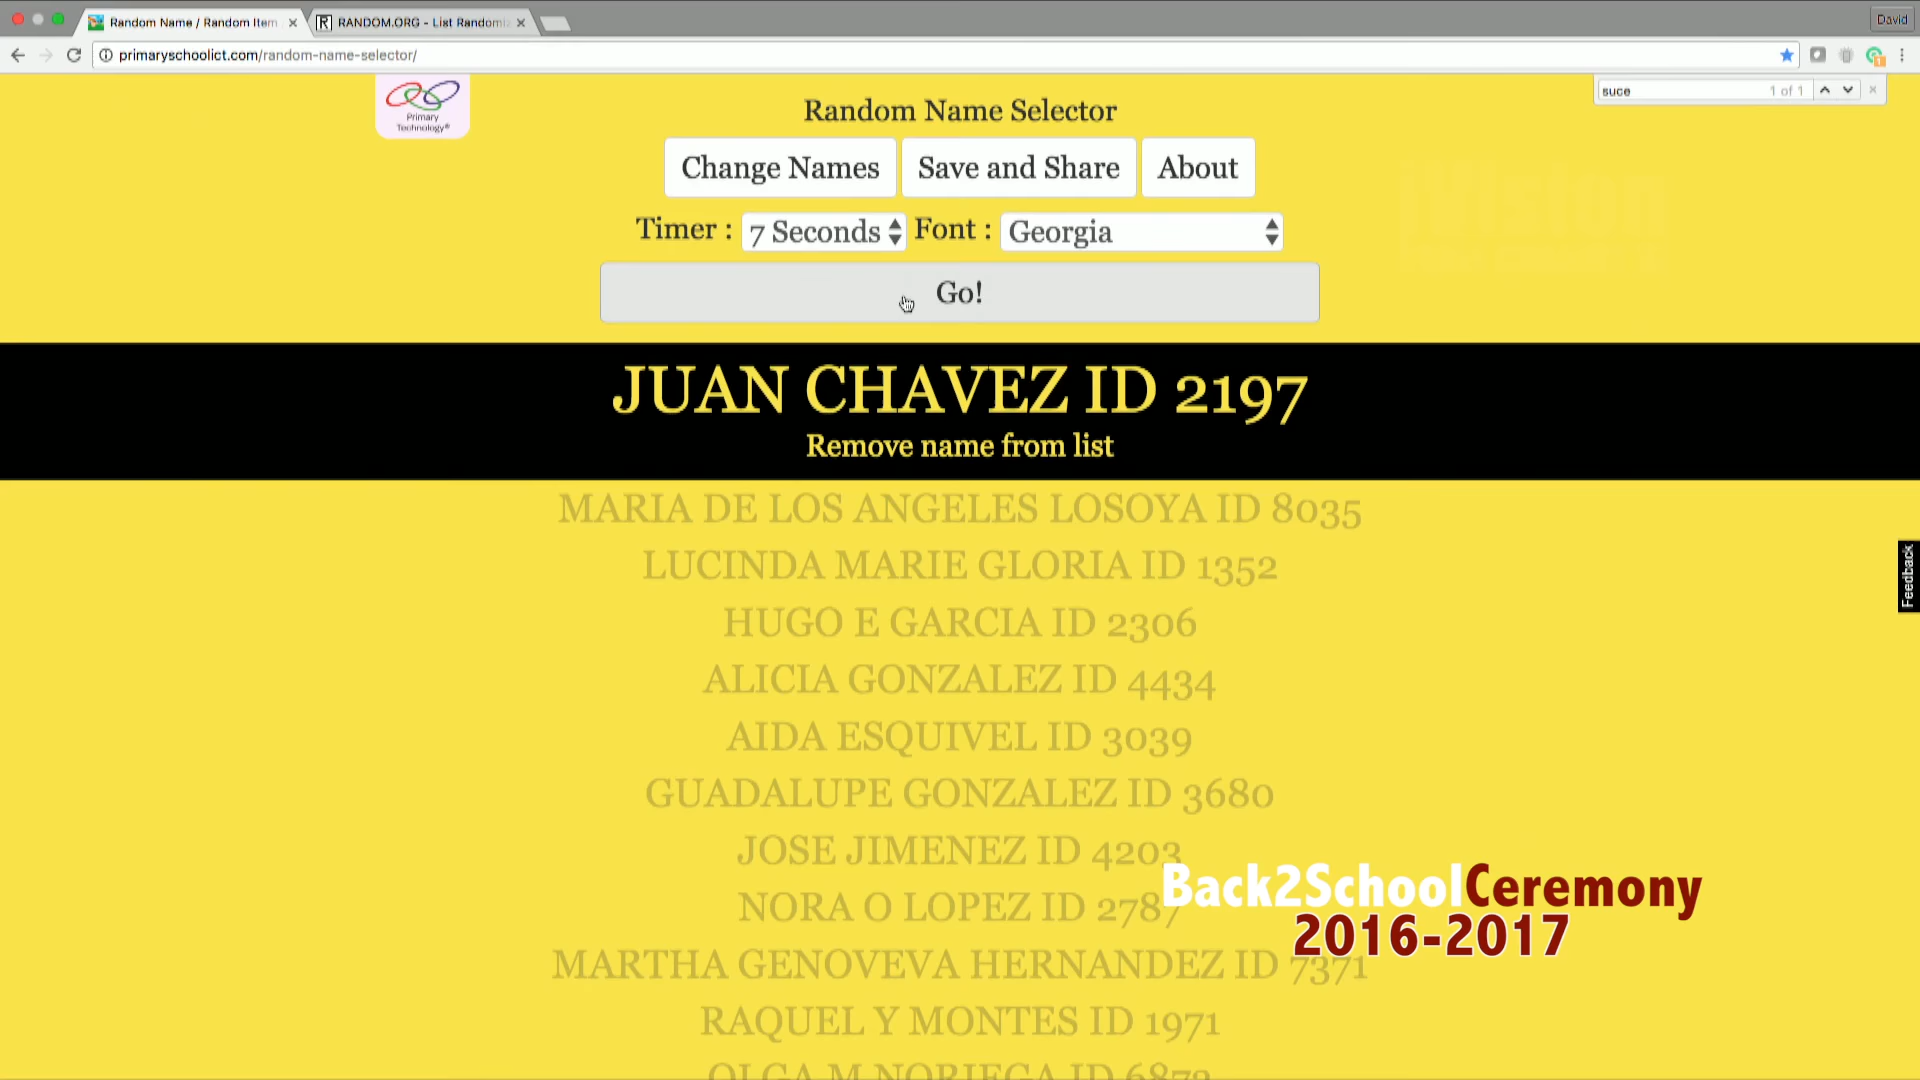 Random Name / Random Item
RANDOM.ORG - List Randomi
David
primaryschoolict.com/random-name-selector/
suce
1 of 1
Primary
Technology®
Random Name Selector
Change Names
Save and Share
About
Timer :
7 Seconds
Font :
Georgia
Go!
JUAN CHAVEZ ID 2197
Remove name from list
MARIA DE LOS ANGELES LOSOYA ID 8035
LUCINDA MARIE GLORIA ID 1352
HUGO E GARCIA ID 2306
Feedback
ALICIA GONZALEZ ID 4434
AIDA ESQUIVEL ID 3039
GUADALUPE GONZALEZ ID 3680
JOSE JIMENEZ ID 4203
NORA O LOPEZ ID 2787
Back2SchoolCeremony
2016-2017
MARTHA GENOVEVA HERNANDEZ ID 7371
RAQUEL Y MONTES ID 1971
OLGA M NORIEGA ID 6873